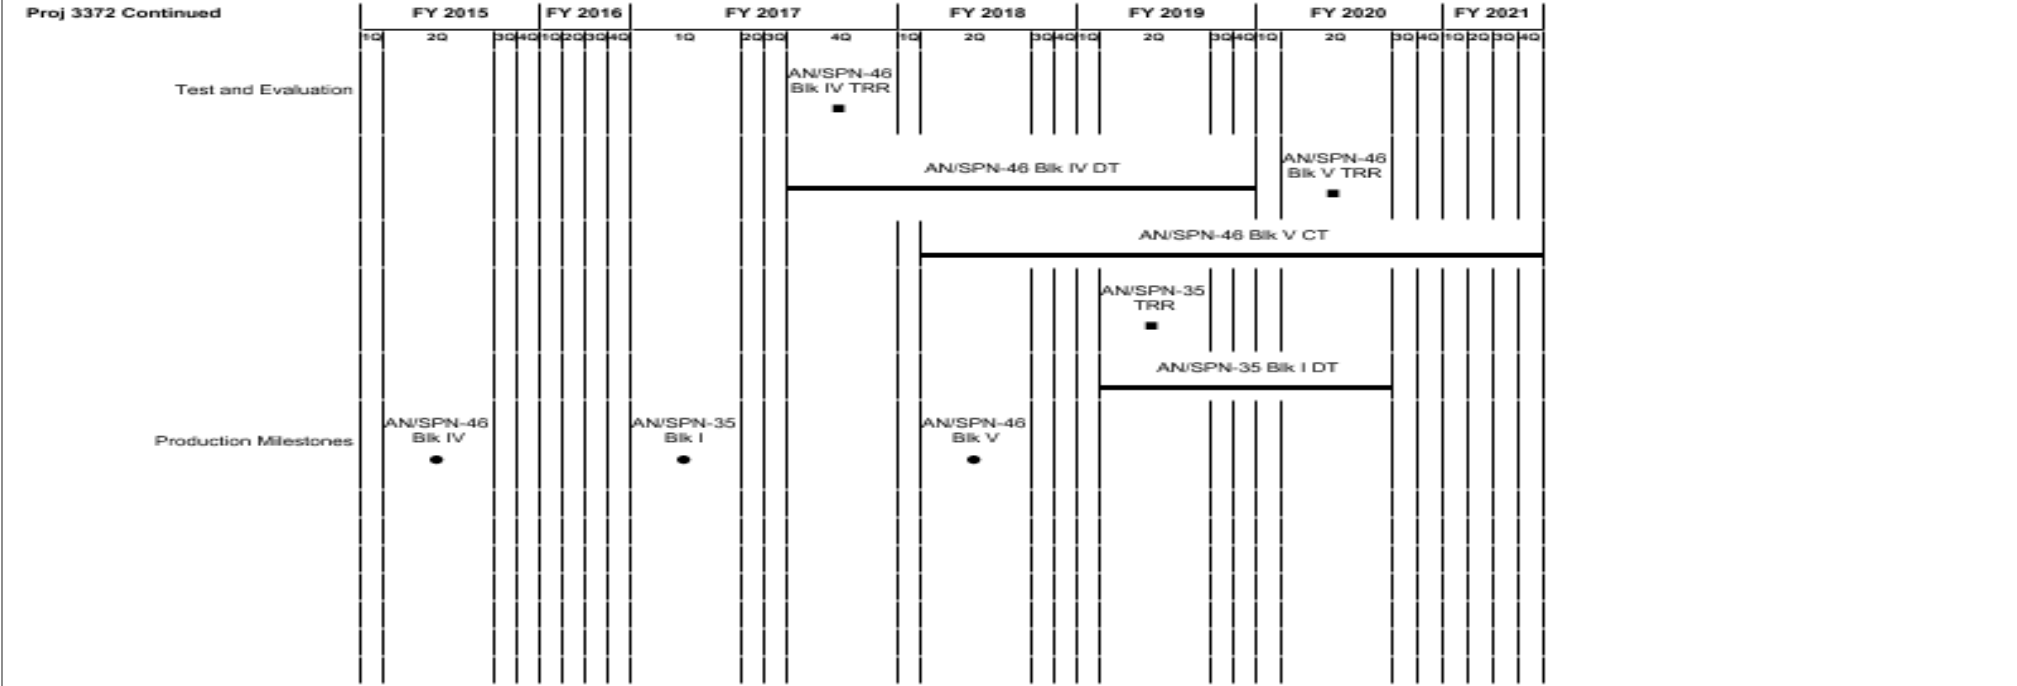 Proj 3372 Continued FY 2015 FY 2016 FY 2017 FY 2018 FY 2019 FY 2020 FY 2021
1Q 2Q 3Q 4Q 1Q 2Q 3Q 4Q 1Q 2Q 3Q 4Q 1Q 2Q 3Q 4Q 1Q 2Q 3Q 4Q 1Q 2Q 3Q 4Q 1Q 2Q 3Q 4Q
Test and Evaluation
AN/SPN-46
Blk IV TRR
AN/SPN-46 Blk IV DT
AN/SPN-46
Blk V TRR
AN/SPN-46 Blk V CT
AN/SPN-35
TRR
AN/SPN-35 Blk I DT
Production Milestones
AN/SPN-46
Blk IV
AN/SPN-35
Blk I
AN/SPN-46
Blk V